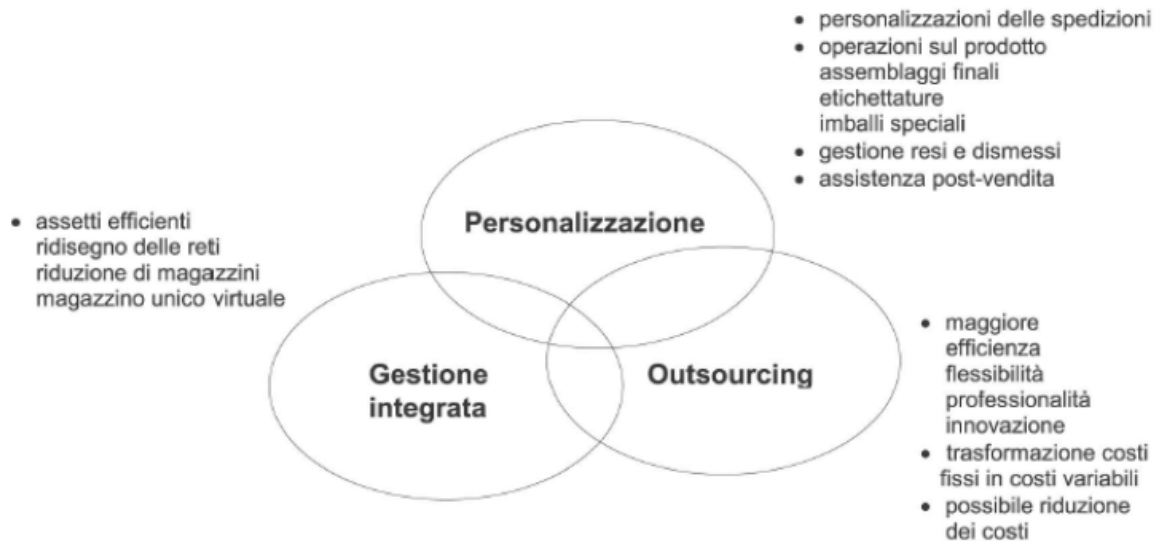 • personalizzazioni delle spedizioni
• operazioni sul prodotto
assemblaggi finali
etichettature
imballi speciali
• gestione resi e dismessi
• assistenza post-vendita
Personalizzazione
• assetti efficienti
ridisegno delle reti
riduzione di magazzini
magazzino unico virtuale
Gestione
integrata
Outsourcing
• maggiore
efficienza
flessibilità
professionalità
innovazione
• trasformazione costi
fissi in costi variabili
• possibile riduzione
dei costi